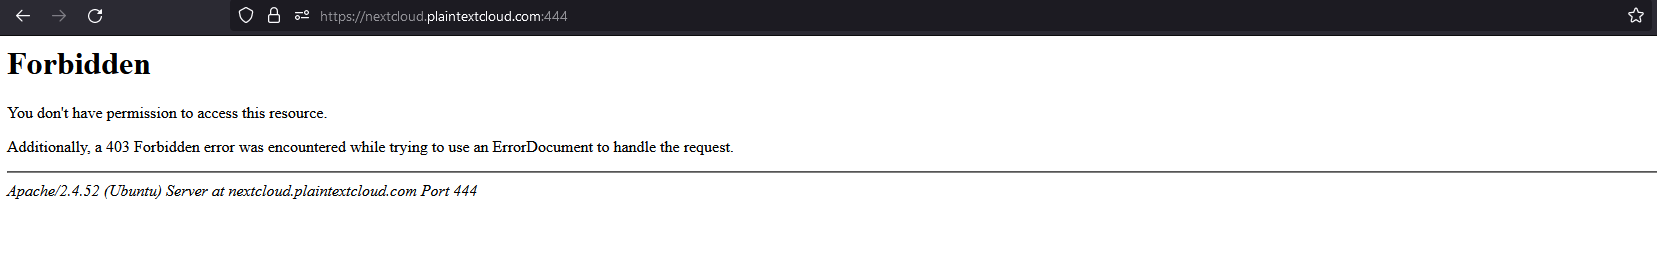 https://nextcloud.plaintextcloud.com:444
Forbidden
You don't have permission to access this resource.
Additionally, a 403 Forbidden error was encountered while trying to use an ErrorDocument to handle the request.
Apache/2.4.52 (Ubuntu) Server at nextcloud.plaintextcloud.com Port 444